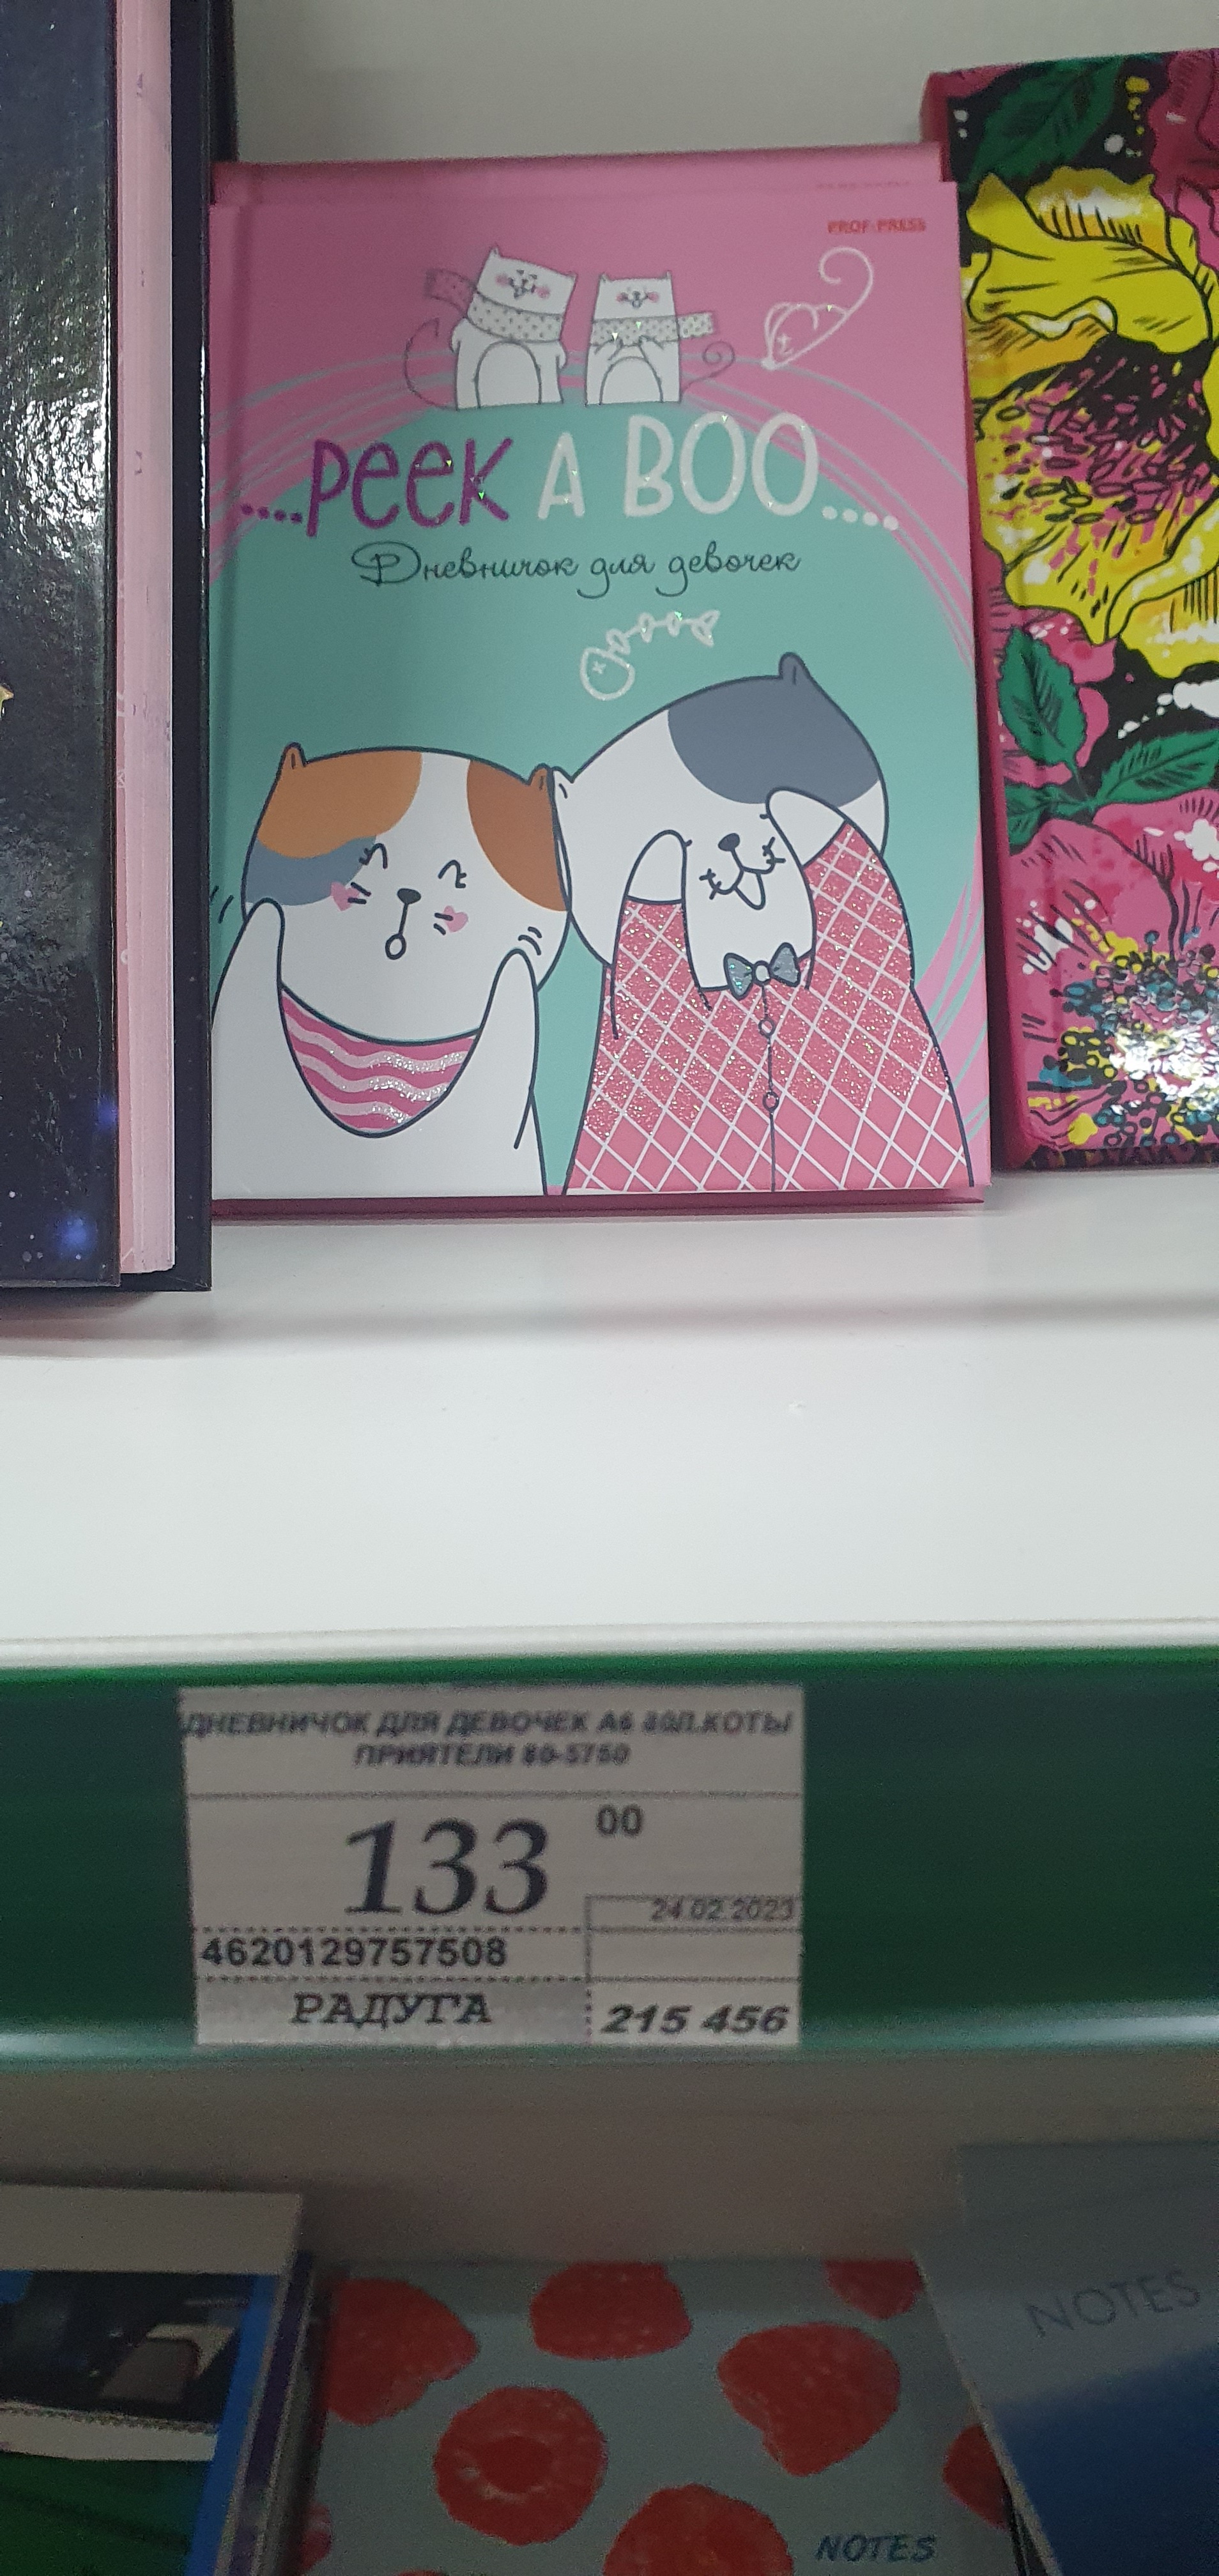 PROF-PRESS
....PEEK A BOO....
Дневничок для девочек
ДНЕВНИЧОК ДЛЯ ДЕВОЧЕК А6 80Л.КОТЫ
ПРИЯТЕЛИ 80-5750
133 00
24.02.2023
4620129757508
РАДУГА
215 456
NOTES
NOTES